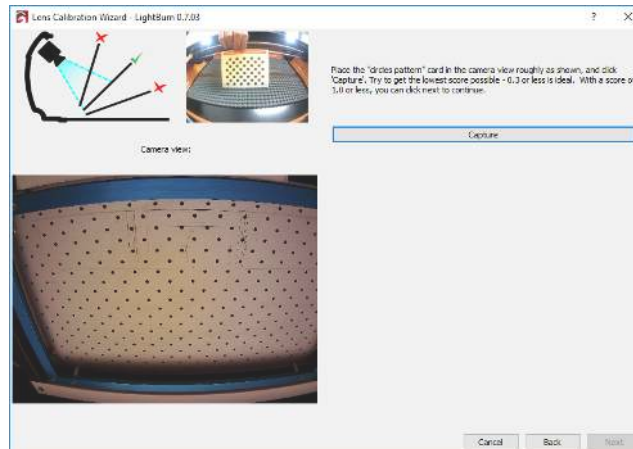 Lens Calibration Wizard - LightBurn 0.7.03
Place the "circles pattern" card in the camera view roughly as shown, and click
'Capture'. Try to get the lowest score possible - 0.3 or less is ideal. With a score of
1.0 or less, you can click next to continue.
Capture
Camera view:
Cancel
Back
Next